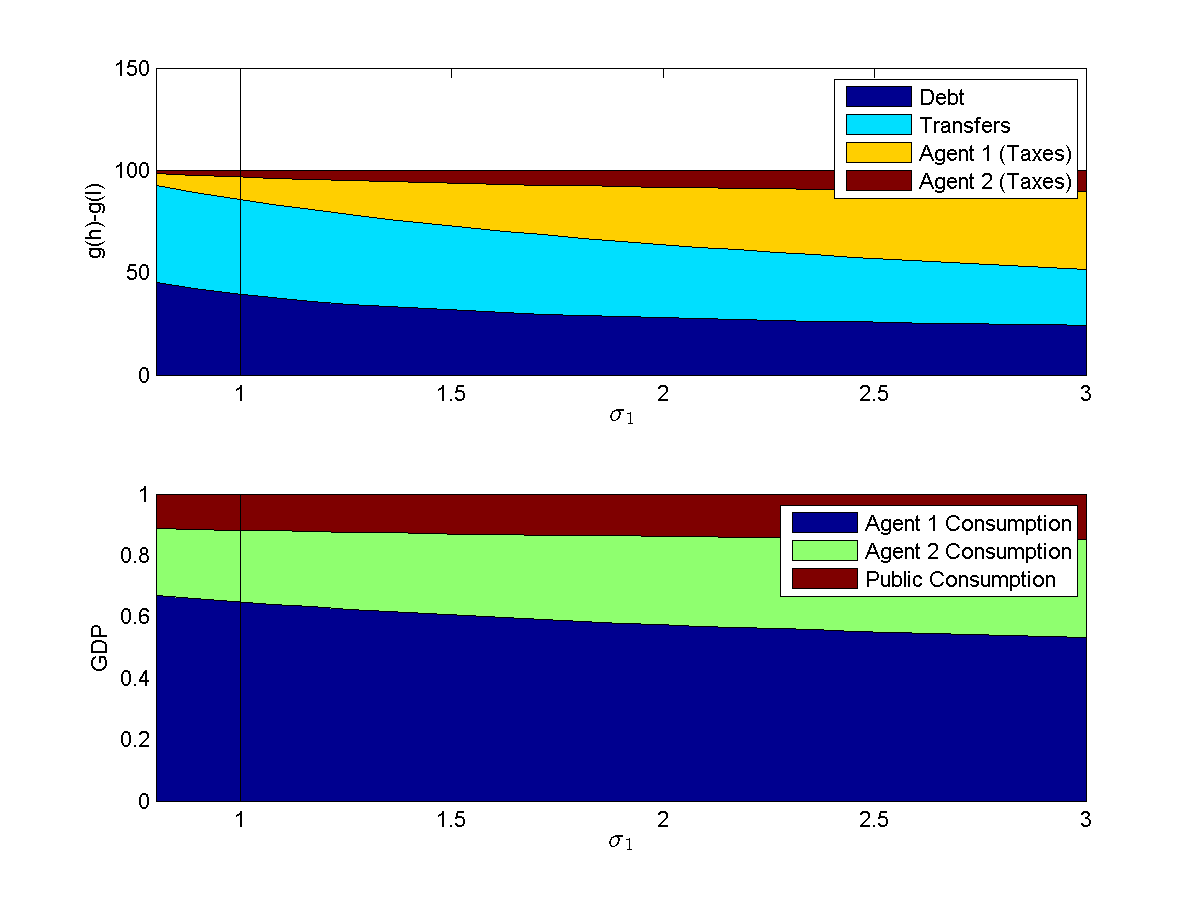 150
100
50
0
g(h)-g(l)
Debt
Transfers
Agent 1 (Taxes)
Agent 2 (Taxes)
1 1.5 2 2.5 3
σ1
1
0.8
0.6
0.4
0.2
0
GDP
Agent 1 Consumption
Agent 2 Consumption
Public Consumption
1 1.5 2 2.5 3
σ1